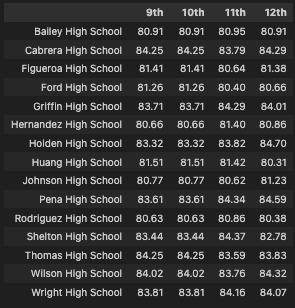 9th 10th 11th 12th
Bailey High School 80.91 80.91 80.95 80.91
Cabrera High School 84.25 84.25 83.79 84.29
Figueroa High School 81.41 81.41 80.64 81.38
Ford High School 81.26 81.26 80.40 80.66
Griffin High School 83.71 83.71 84.29 84.01
Hernandez High School 80.66 80.66 81.40 80.86
Holden High School 83.32 83.32 83.82 84.70
Huang High School 81.51 81.51 81.42 80.31
Johnson High School 80.77 80.77 80.62 81.23
Pena High School 83.61 83.61 84.34 84.59
Rodriguez High School 80.63 80.63 80.86 80.38
Shelton High School 83.44 83.44 84.37 82.78
Thomas High School 84.25 84.25 83.59 83.83
Wilson High School 84.02 84.02 83.76 84.32
Wright High School 83.81 83.81 84.16 84.07